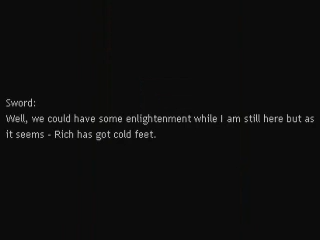 Sword:
Well, we could have some enlightenment while I am still here but as
it seems - Rich has got cold feet.